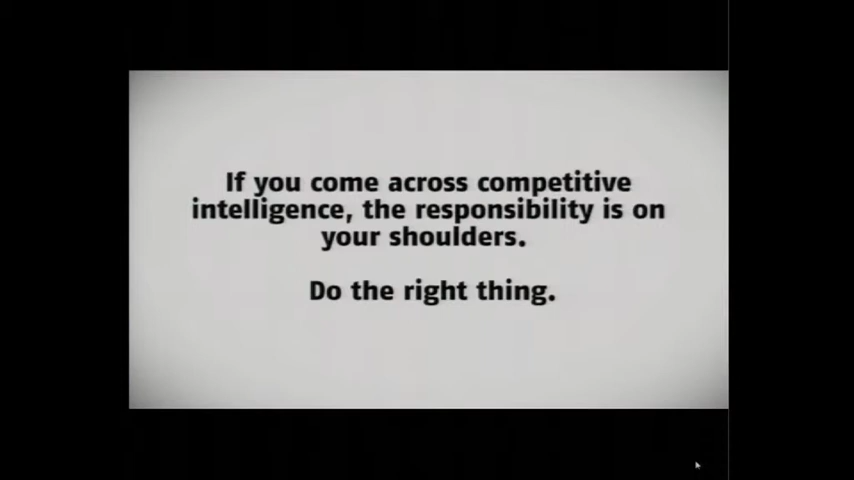 If you come across competitive
intelligence, the responsibility is on
your shoulders.
Do the right thing.